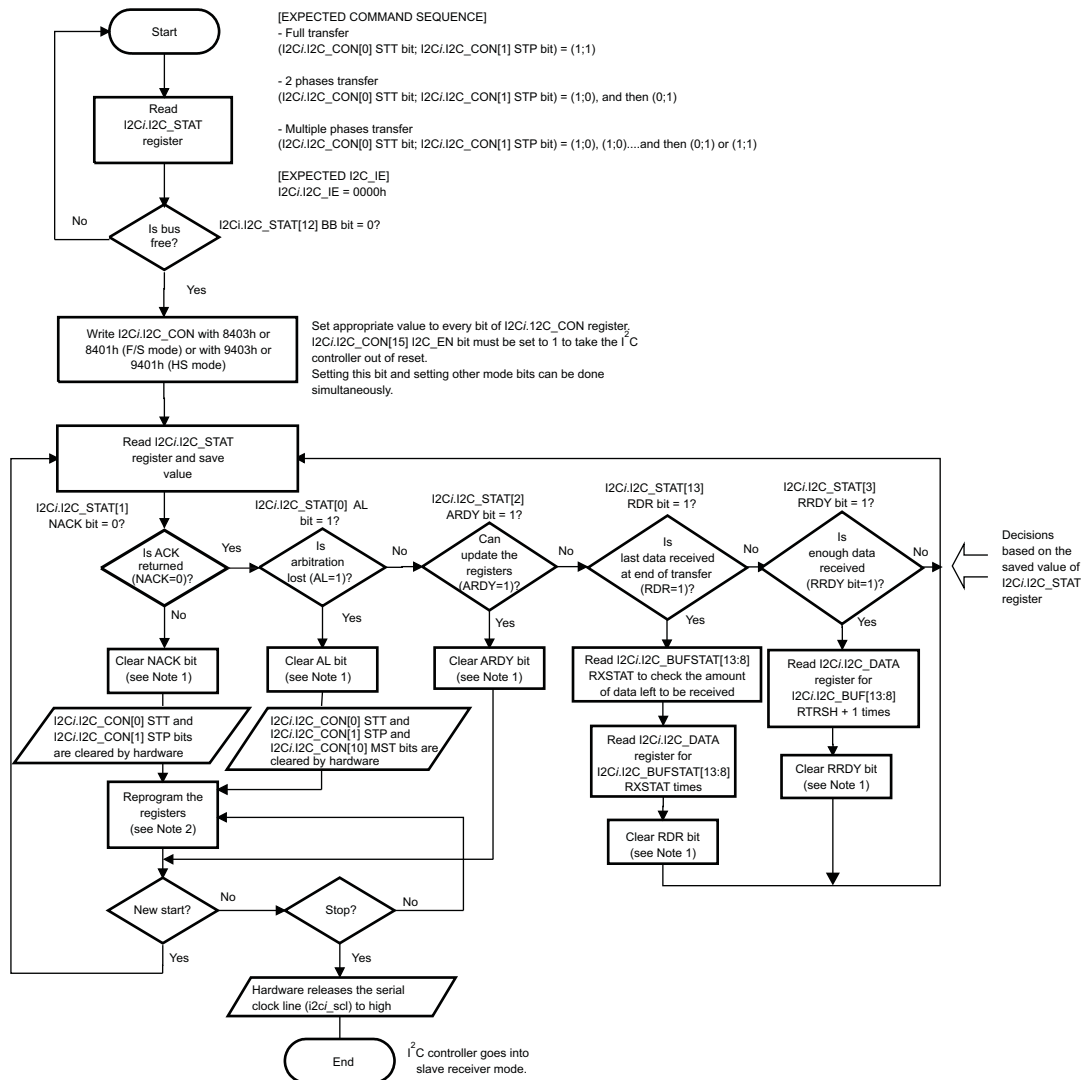 Start
[EXPECTED COMMAND SEQUENCE]
- Full transfer
(I2Ci.I2C_CON[0] STT bit; I2Ci.I2C_CON[1] STP bit) = (1;1)
- 2 phases transfer
(I2Ci.I2C_CON[0] STT bit; I2Ci.I2C_CON[1] STP bit) = (1;0), and then (0;1)
- Multiple phases transfer
(I2Ci.I2C_CON[0] STT bit; I2Ci.I2C_CON[1] STP bit) = (1;0), (1;0)....and then (0;1) or (1;1)
[EXPECTED I2C_IE]
I2Ci.I2C_IE = 0000h
Read
I2Ci.I2C_STAT
register
No
Is bus
free?
I2Ci.I2C_STAT[12] BB bit = 0?
Yes
Write I2Ci.I2C_CON with 8403h or
8401h (F/S mode) or with 9403h or
9401h (HS mode)
Set appropriate value to every bit of I2Ci.12C_CON register.
I2Ci.I2C_CON[15] I2C_EN bit must be set to 1 to take the I2C
controller out of reset.
Setting this bit and setting other mode bits can be done
simultaneously.
Read I2Ci.I2C_STAT
register and save
value
I2Ci.I2C_STAT[1]
NACK bit = 0?
Is ACK
returned
(NACK=0)?
Yes
No
I2Ci.I2C_STAT[0] AL
bit = 1?
Is
arbitration
lost (AL=1)?
No
Yes
I2Ci.I2C_STAT[2]
ARDY bit = 1?
Can
update the
registers
(ARDY=1)?
No
Yes
I2Ci.I2C_STAT[13]
RDR bit = 1?
Is
last data received
at end of transfer
(RDR=1)?
No
Yes
I2Ci.I2C_STAT[3]
RRDY bit = 1?
Is
enough data
received
(RRDY bit=1)?
No
Yes
Decisions
based on the
saved value of
I2Ci.I2C_STAT
register
Clear NACK bit
(see Note 1)
Clear AL bit
(see Note 1)
Clear ARDY bit
(see Note 1)
Read I2Ci.I2C_BUFSTAT[13:8]
RXSTAT to check the amount
of data left to be received
Read I2Ci.I2C_DATA
register for
I2Ci.I2C_BUF[13:8]
RTRSH + 1 times
I2Ci.I2C_CON[0] STT and
I2Ci.I2C_CON[1] STP bits
are cleared by hardware
I2Ci.I2C_CON[0] STT and
I2Ci.I2C_CON[1] STP and
I2Ci.I2C_CON[10] MST bits are
cleared by hardware
Read I2Ci.I2C_DATA
register for
I2Ci.I2C_BUFSTAT[13:8]
RXSTAT times
Clear RRDY bit
(see Note 1)
Reprogram the
registers
(see Note 2)
Clear RDR bit
(see Note 1)
New start?
No
Yes
Stop?
No
Yes
Hardware releases the serial
clock line (i2ci_scl) to high
End
I2C controller goes into
slave receiver mode.